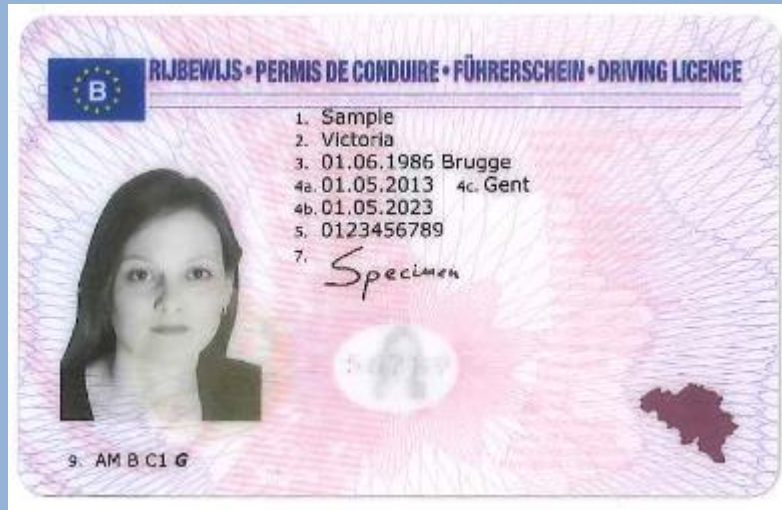 B
RIJBEWIJS • PERMIS DE CONDUIRE • FÜHRERSCHEIN • DRIVING LICENCE
1. Sample
2. Victoria
3. 01.06.1986 Brugge
4a. 01.05.2013 4c. Gent
4b. 01.05.2023
5. 0123456789
7. Specimen
9. AM B C1 G